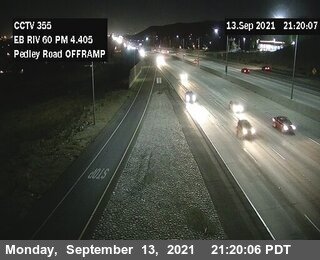 CCTV 355
EB RIV 60 PM 4.405
Pedley Road OFFRAMP
13.Sep 2021 21:20:07
STOP
Monday, September 13, 2021 21:20:06 PDT